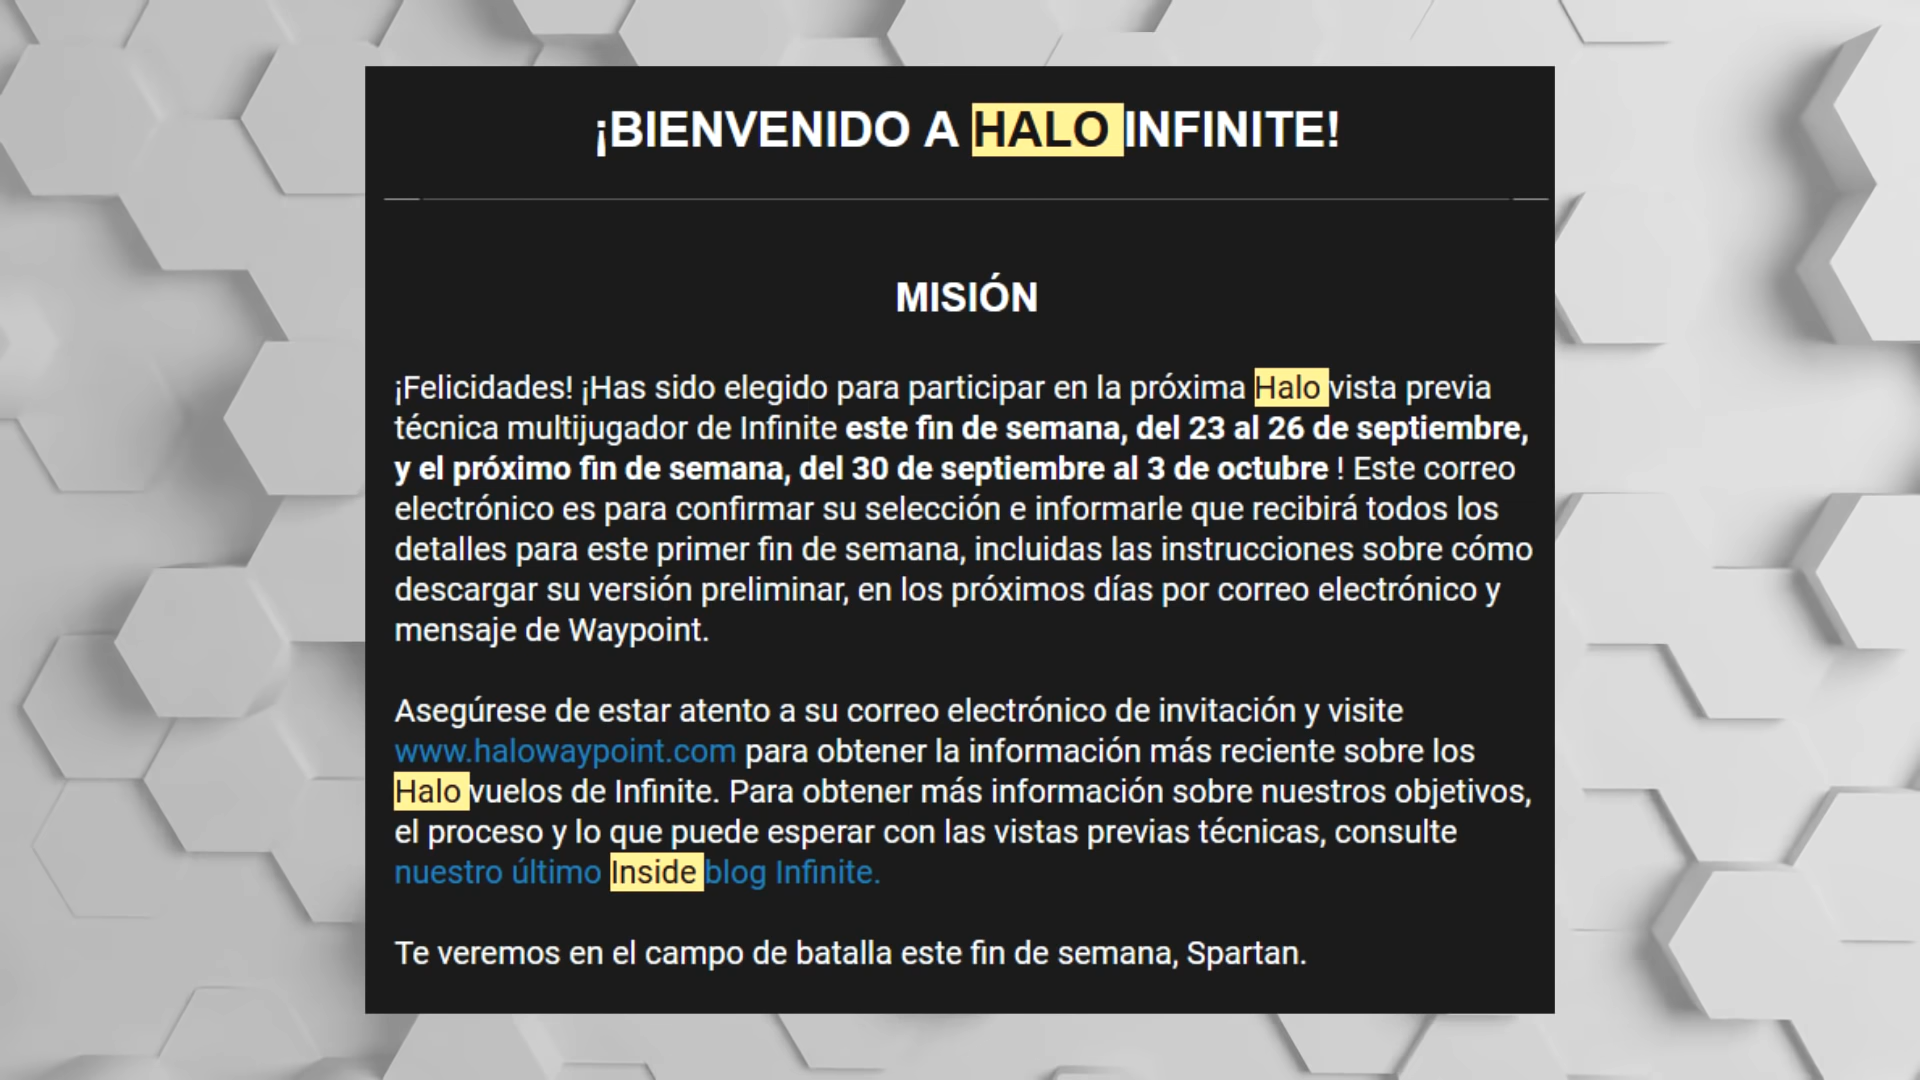 ¡BIENVENIDO A HALO INFINITE!
MISIÓN
¡Felicidades! ¡Has sido elegido para participar en la próxima Halo vista previa
técnica multijugador de Infinite este fin de semana, del 23 al 26 de septiembre,
y el próximo fin de semana, del 30 de septiembre al 3 de octubre ! Este correo
electrónico es para confirmar su selección e informarle que recibirá todos los
detalles para este primer fin de semana, incluidas las instrucciones sobre cómo
descargar su versión preliminar, en los próximos días por correo electrónico y
mensaje de Waypoint.
Asegúrese de estar atento a su correo electrónico de invitación y visite
www.halowaypoint.com para obtener la información más reciente sobre los
Halo vuelos de Infinite. Para obtener más información sobre nuestros objetivos,
el proceso y lo que puede esperar con las vistas previas técnicas, consulte
nuestro último Inside blog Infinite.
Te veremos en el campo de batalla este fin de semana, Spartan.